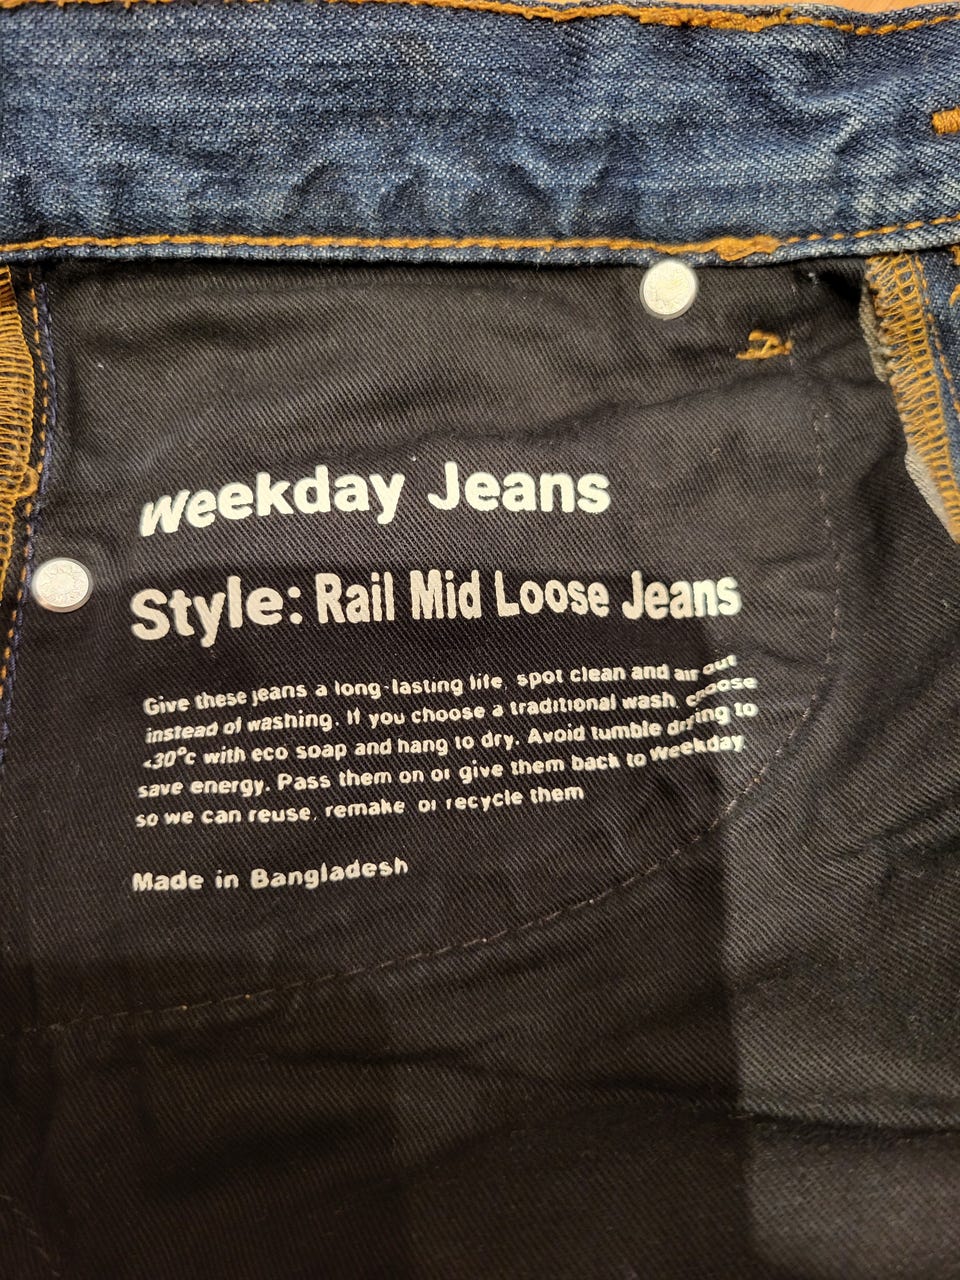 weekday Jeans
Style: Rail Mid Loose Jeans
Give these jeans a long-lasting life, spot clean and air out
instead of washing. If you choose a traditional wash, choose
<30°c with eco soap and hang to dry. Avoid tumble drying to
save energy. Pass them on or give them back to weekday
so we can reuse, remake or recycle them
Made in Bangladesh